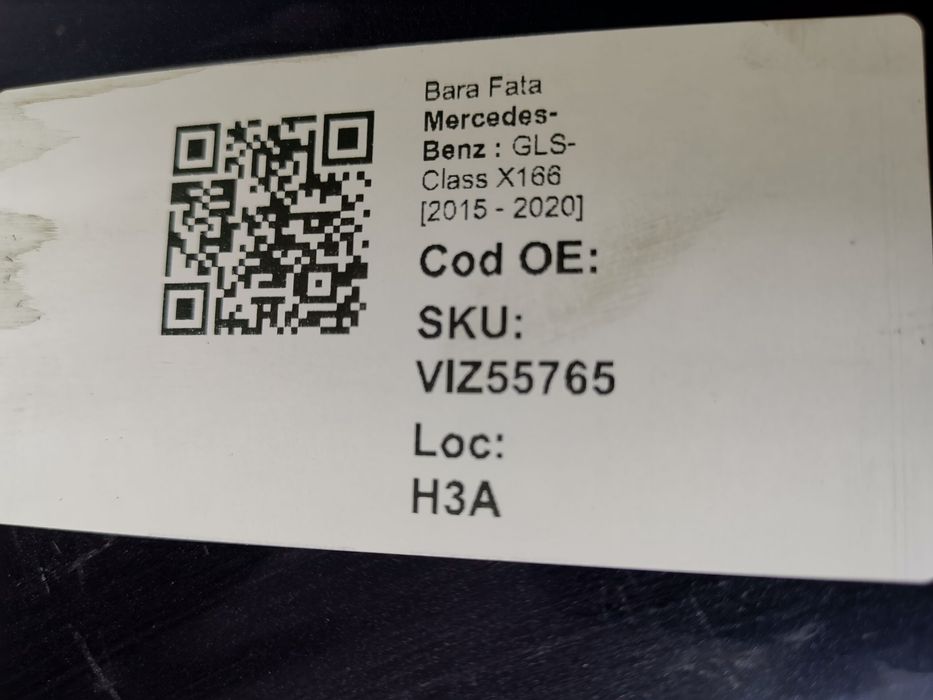 Bara Fata
Mercedes-
Benz : GLS-
Class X166
[2015 - 2020]
Cod OE:
SKU:
VIZ55765
Loc:
H3A